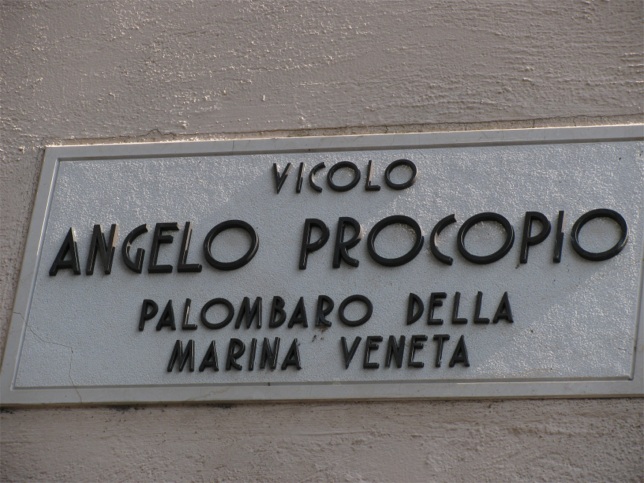 VICOLO
ANGELO PROCOPIO
PALOMBARO DELLA
MARINA VENETA